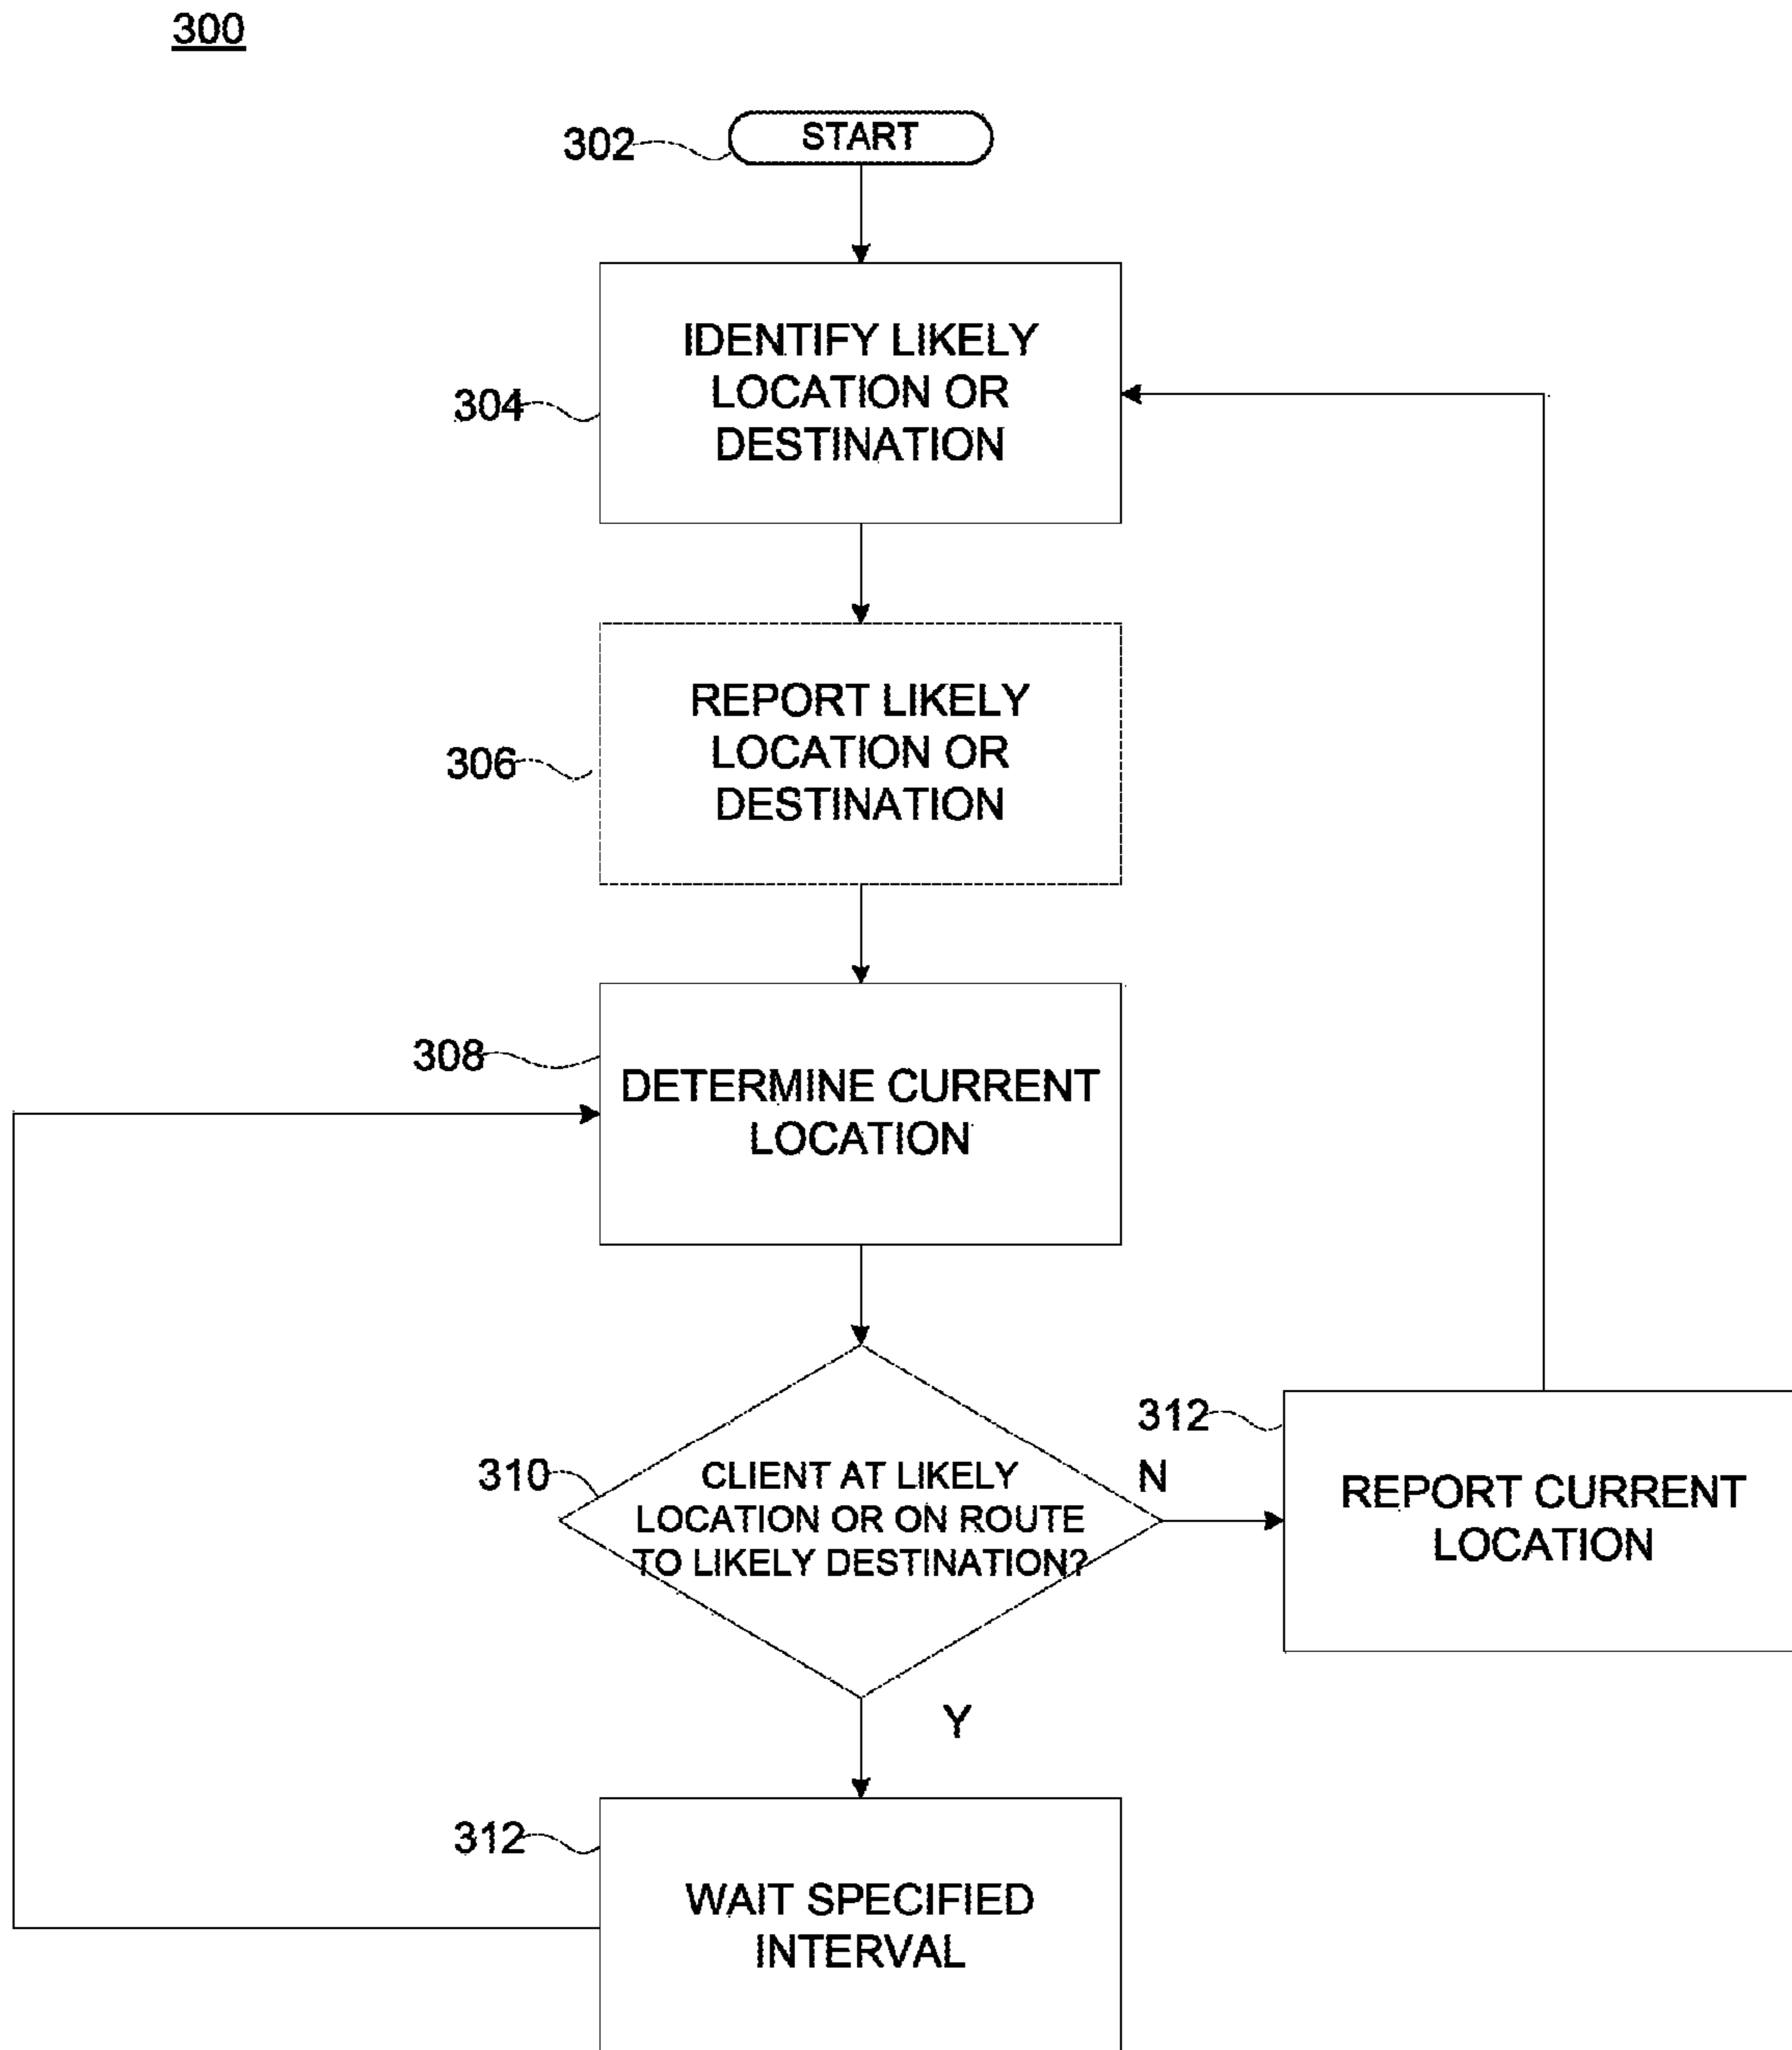 300
302
START
304
IDENTIFY LIKELY
LOCATION OR
DESTINATION
306
REPORT LIKELY
LOCATION OR
DESTINATION
308
DETERMINE CURRENT
LOCATION
310
CLIENT AT LIKELY
LOCATION OR ON ROUTE
TO LIKELY DESTINATION?
N
312
REPORT CURRENT
LOCATION
Y
312
WAIT SPECIFIED
INTERVAL